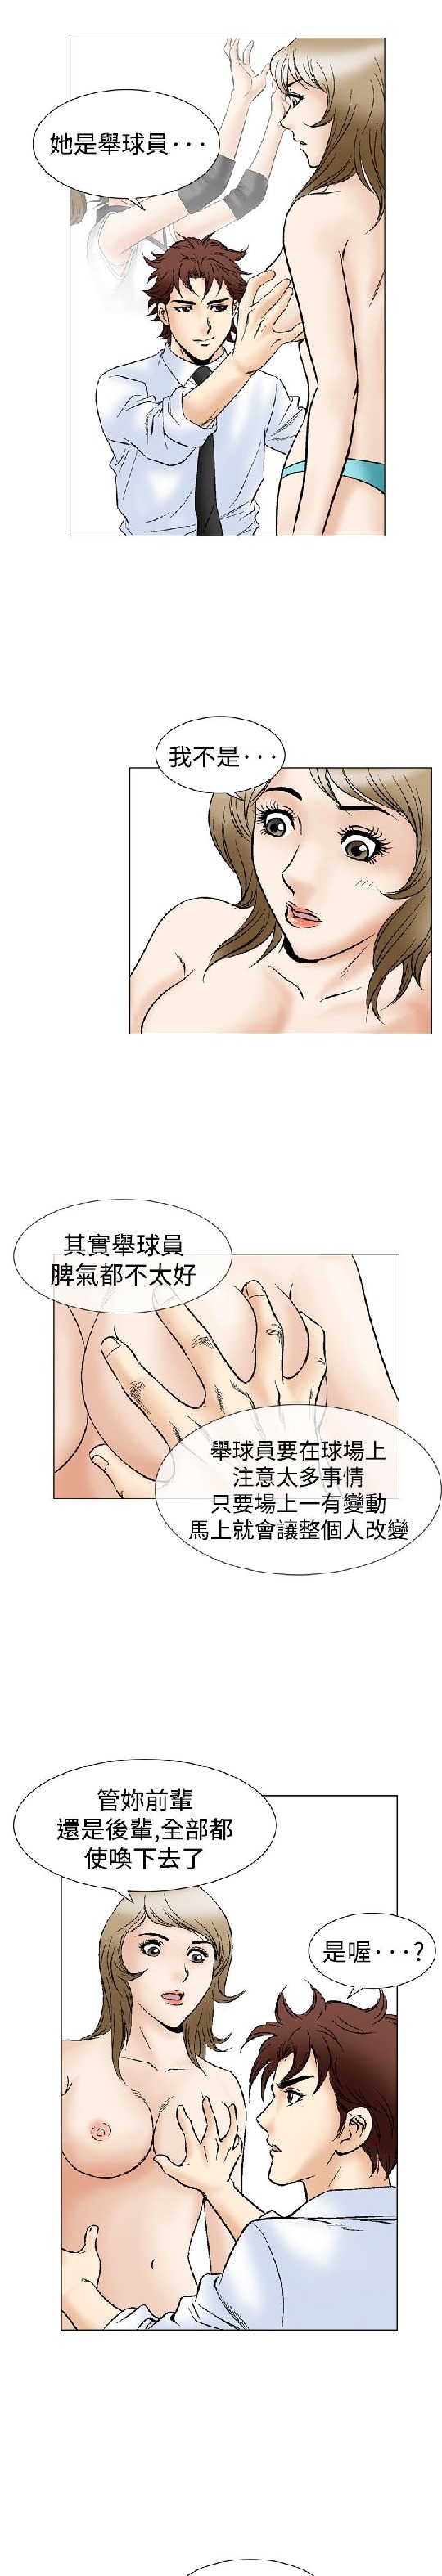 她是舉球員···
我不是···
其實舉球員
脾氣都不太好
舉球員要在球場上
注意太多事情
只要場上一有變動
馬上就會讓整個人改變
管妳前輩
還是後輩,全部都
使喚下去了
是喔···?